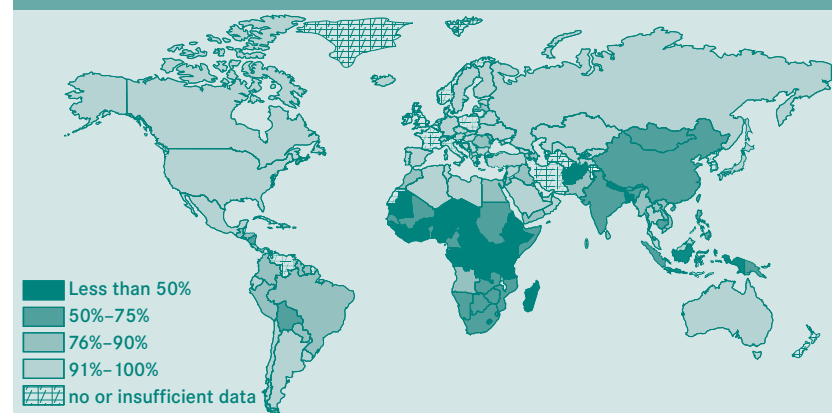 Less than 50%
50%–75%
76%–90%
91%–100%
no or insufficient data